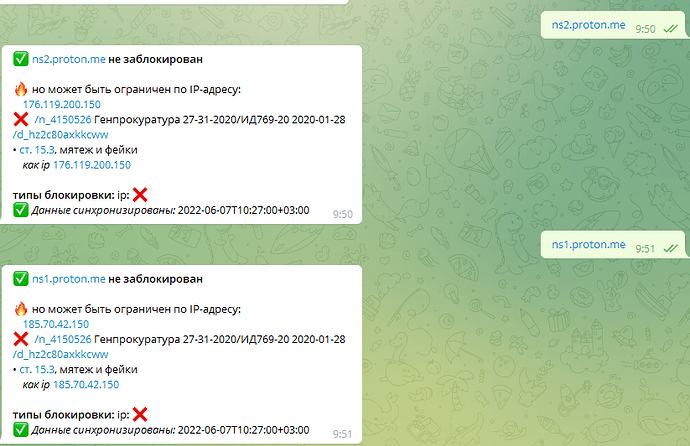 ns2.proton.me 9:50
ns2.proton.me не заблокирован
но может быть ограничен по IP-адресу:
176.119.200.150
/n_4150526 Генпрокуратура 27-31-2020/ИД769-20 2020-01-28
/d_hz2c80axkkcww
• ст. 15.3, мятеж и фейки
как ip 176.119.200.150
типы блокировки: ip:
Данные синхронизированы: 2022-06-07T10:27:00+03:00 9:50
ns1.proton.me 9:51
ns1.proton.me не заблокирован
но может быть ограничен по IP-адресу:
185.70.42.150
/n_4150526 Генпрокуратура 27-31-2020/ИД769-20 2020-01-28
/d_hz2c80axkkcww
• ст. 15.3, мятеж и фейки
как ip 185.70.42.150
типы блокировки: ip:
Данные синхронизированы: 2022-06-07T10:27:00+03:00 9:51